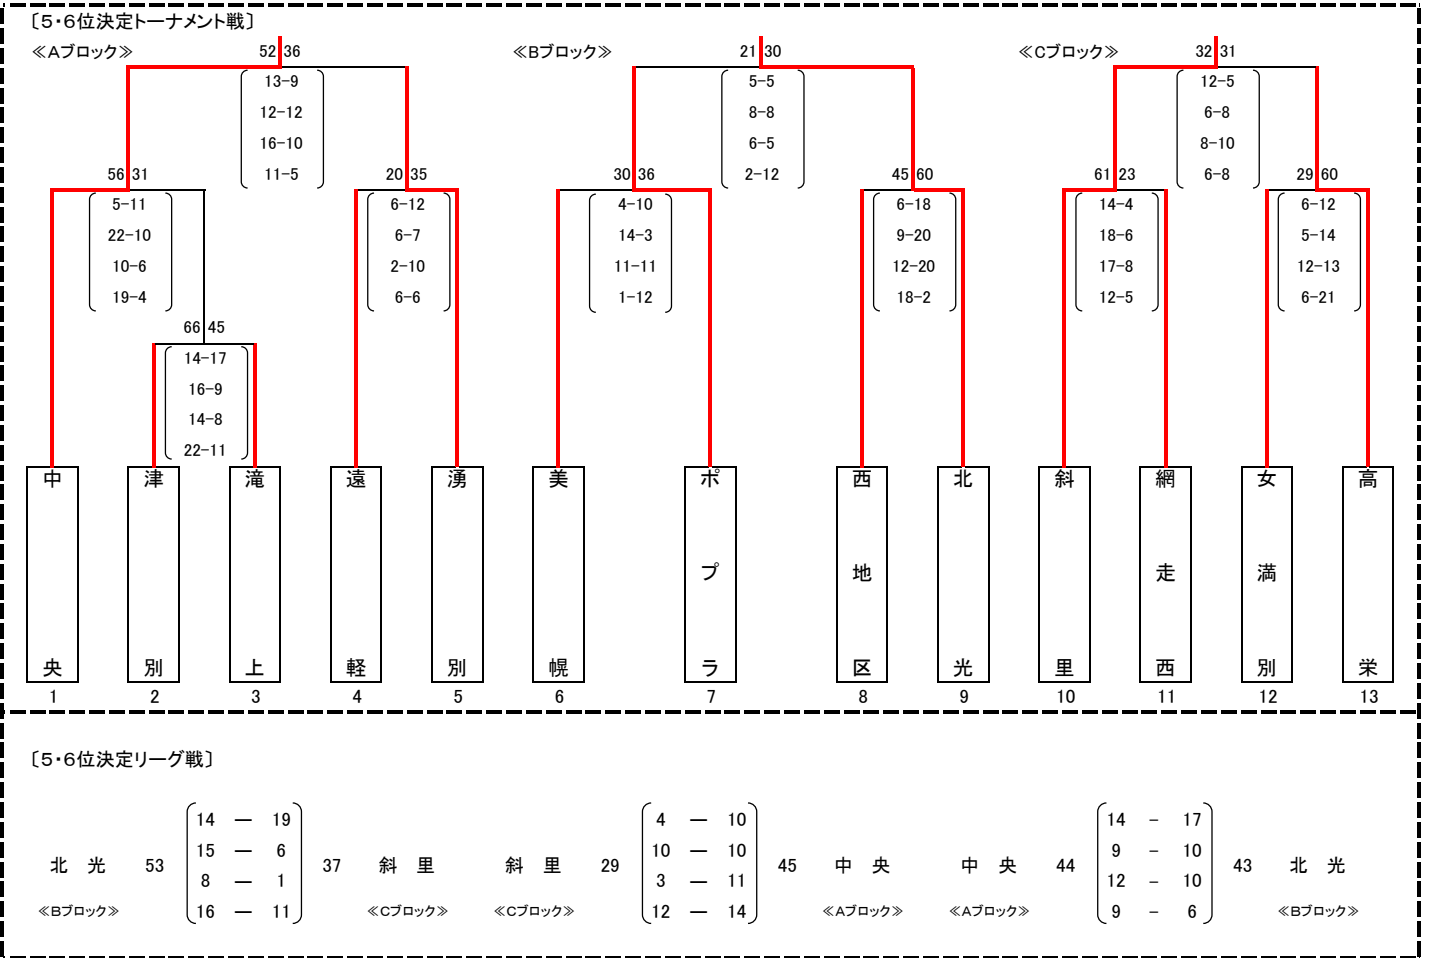 〔５・６位決定トーナメント戦〕
≪Ａブロック≫ 52 36 ≪Ｂブロック≫ 21 30 ≪Ｃブロック≫ 32 31
13-9 5-5 12-5
12-12 8-8 6-8
16-10 6-5 8-10
11-5 2-12 6-8
56 31 20 35 30 36 45 60 61 23 29 60
5-11 6-12 4-10 6-18 14-4 6-12
22-10 6-7 14-3 9-20 18-6 5-14
10-6 2-10 11-11 12-20 17-8 12-13
19-4 6-6 1-12 18-2 12-5 6-21
66 45
14-17
16-9
14-8
22-11
中央 津別 滝上 遠軽 湧別 美幌 ポプラ 西地区 北光 斜里 網走西 女満別 高栄
1 2 3 4 5 6 7 8 9 10 11 12 13
〔５・６位決定リーグ戦〕
14 — 19 4 — 10 14 - 17
15 — 6 10 — 10 9 - 10
北 光 53 37 斜 里 斜 里 29 45 中 央 中 央 44 43 北 光
8 — 1 3 — 11 12 - 10
≪Ｂブロック≫ 16 — 11 ≪Ｃブロック≫ ≪Ｃブロック≫ 12 — 14 ≪Ａブロック≫ ≪Ａブロック≫ 9 - 6 ≪Ｂブロック≫